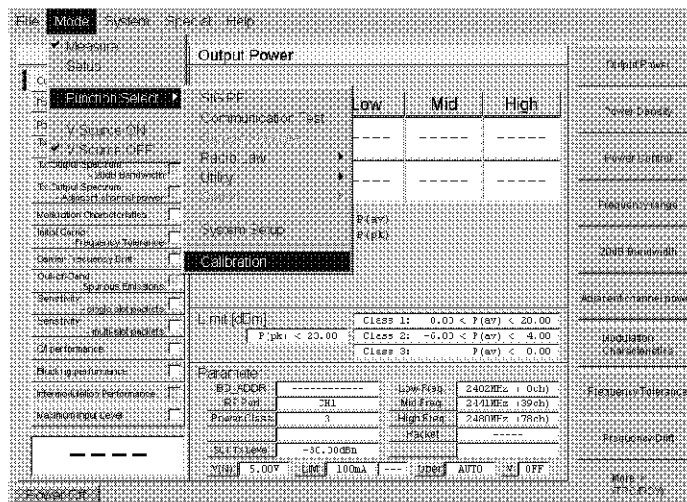 File Mode System Special Help
Measure
Setup
Function Select
V Source ON
V Source OFF
SIG RF
Communication Test
Radio Law
Utility
System Setup
Calibration
Output Power
Low Mid High
---- ----- ----
---- ----- ----
P(av)
P(pk)
Tx Output Spectrum
-20dB bandwidth
Tx Output Spectrum
Adjacent channel power
Modulation Characteristics
Initial Carrier
Frequency Tolerance
Carrier Frequency Drift
Out-of-Band
Spurous Emissions
Sensitivity
single slot packets
Sensitivity
multi-slot packets
C/I performance
Blocking performance
Intermodulation Performance
Maximum Input Level
----
Limit [dBm]
P(pk) < 23.00
Class 1: 0.00 < P(av) < 20.00
Class 2: -6.00 < P(av) < 4.00
Class 3: P(av) < 0.00
Parameter
BD_ADDR ------------
RF Port CH1
Power Class 3
Low Freq. 2402MHz ( 0ch)
Mid Freq. 2441MHz (39ch)
High Freq. 2480MHz (78ch)
Packet -----
-30.00dBm
V(N) 5.00V LIM 100mA --- Oper AUTO V OFF
Output Power
Power Density
Power Control
Frequency range
20dB Bandwidth
Adjacent channel power
Modulation
Characteristics
Frequency Tolerance
Frequency Drift
More
Power Off